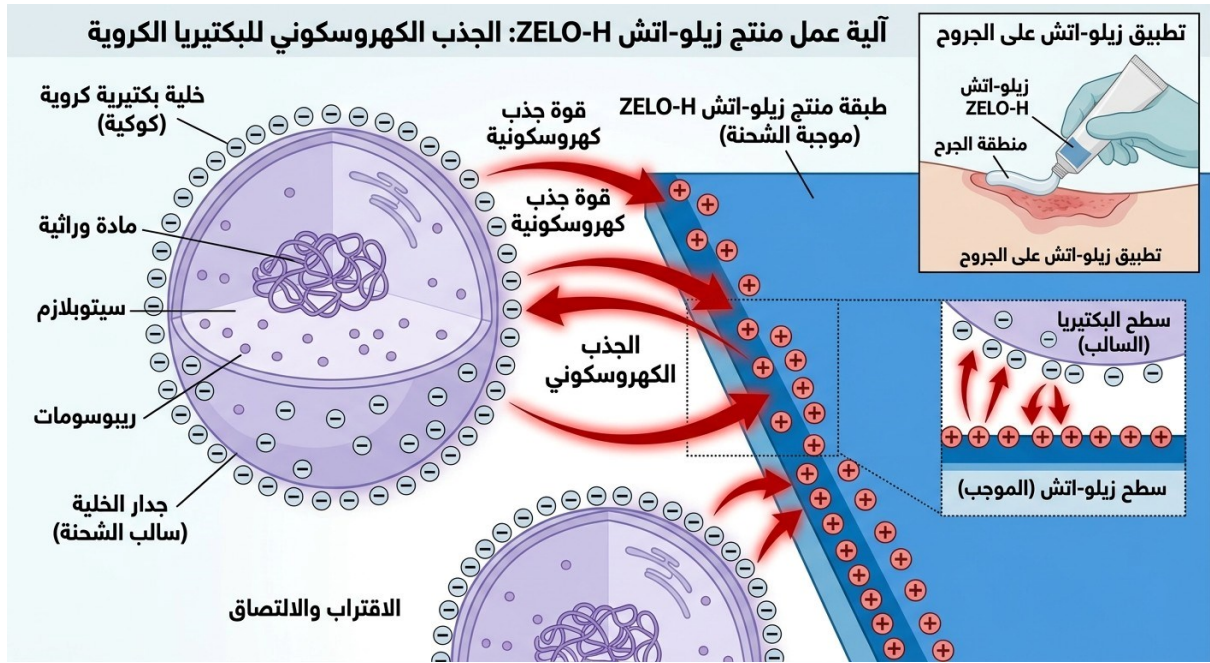 آلية عمل منتج زيلو-اتش ZELO-H: الجذب الكهروسكوني للبكتيريا الكروية
تطبيق زيلو-اتش على الجروح
زيلو-اتش
ZELO-H
منطقة الجرح
تطبيق زيلو-اتش على الجروح
خلية بكتيرية كروية
(كوكية)
قوة جذب
كهروسكونية
طبقة منتج زيلو-اتش ZELO-H
(موجبة الشحنة)
قوة جذب
كهروسكونية
مادة وراثية
سيتوبلازم
الجذب
الكهروسكوني
سطح البكتيريا
(السالب)
ريبوسومات
سطح زيلو-اتش (الموجب)
جدار الخلية
(سالب الشحنة)
الاقتراب والالتصاق